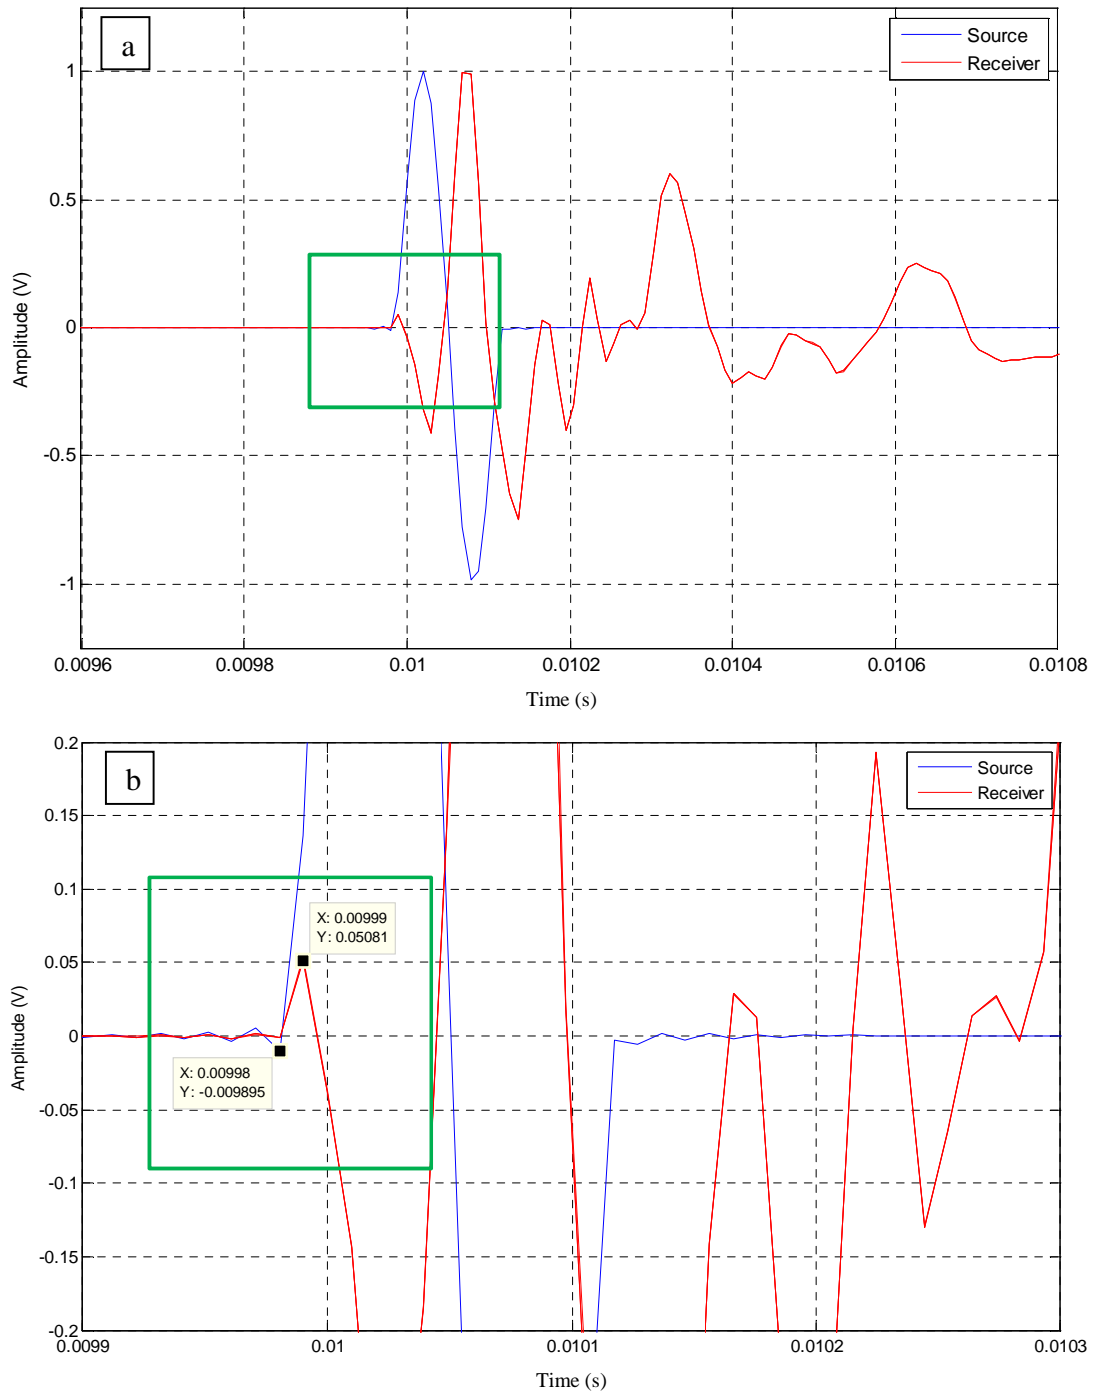 a
Source
Receiver
1
0.5
0
-0.5
-1
Amplitude (V)
0.0096
0.0098
0.01
0.0102
0.0104
0.0106
0.0108
Time (s)
b
Source
Receiver
0.2
0.15
0.1
0.05
0
-0.05
-0.1
-0.15
-0.2
Amplitude (V)
X: 0.00999
Y: 0.05081
X: 0.00998
Y: -0.009895
0.0099
0.01
0.0101
0.0102
0.0103
Time (s)